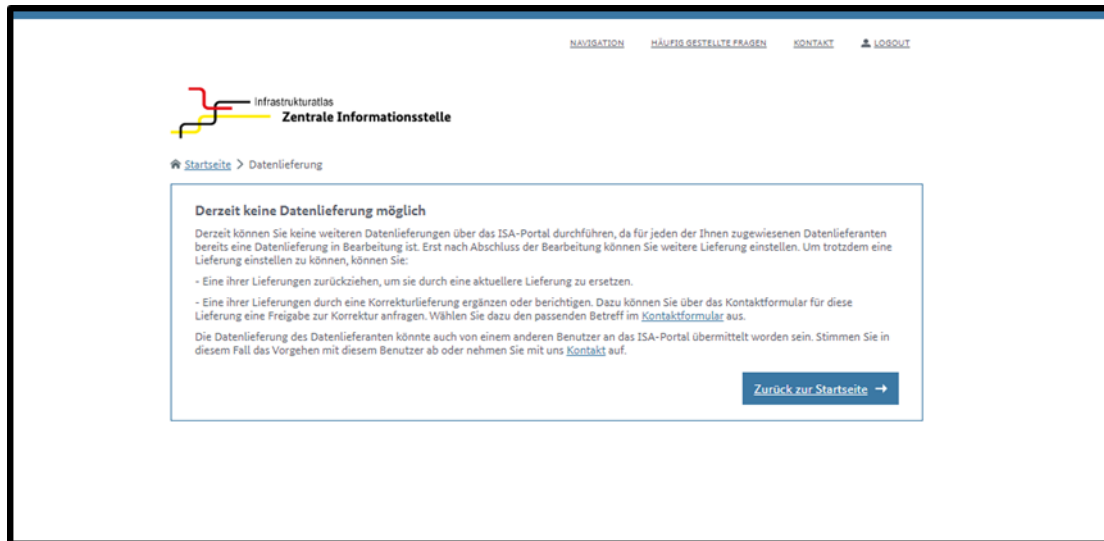 NAVIGATION HÄUFIG GESTELLTE FRAGEN KONTAKT LOGOUT
Infrastrukturatlas
Zentrale Informationsstelle
Startseite > Datenlieferung
Derzeit keine Datenlieferung möglich
Derzeit können Sie keine weiteren Datenlieferungen über das ISA-Portal durchführen, da für jeden der Ihnen zugewiesenen Datenlieferanten
bereits eine Datenlieferung in Bearbeitung ist. Erst nach Abschluss der Bearbeitung können Sie weitere Lieferung einstellen. Um trotzdem eine
Lieferung einstellen zu können, können Sie:
- Eine ihrer Lieferungen zurückziehen, um sie durch eine aktuellere Lieferung zu ersetzen.
- Eine ihrer Lieferungen durch eine Korrekturlieferung ergänzen oder berichtigen. Dazu können Sie über das Kontaktformular für diese
Lieferung eine Freigabe zur Korrektur anfragen. Wählen Sie dazu den passenden Betreff im Kontaktformular aus.
Die Datenlieferung des Datenlieferanten könnte auch von einem anderen Benutzer an das ISA-Portal übermittelt worden sein. Stimmen Sie in
diesem Fall das Vorgehen mit diesem Benutzer ab oder nehmen Sie mit uns Kontakt auf.
Zurück zur Startseite →